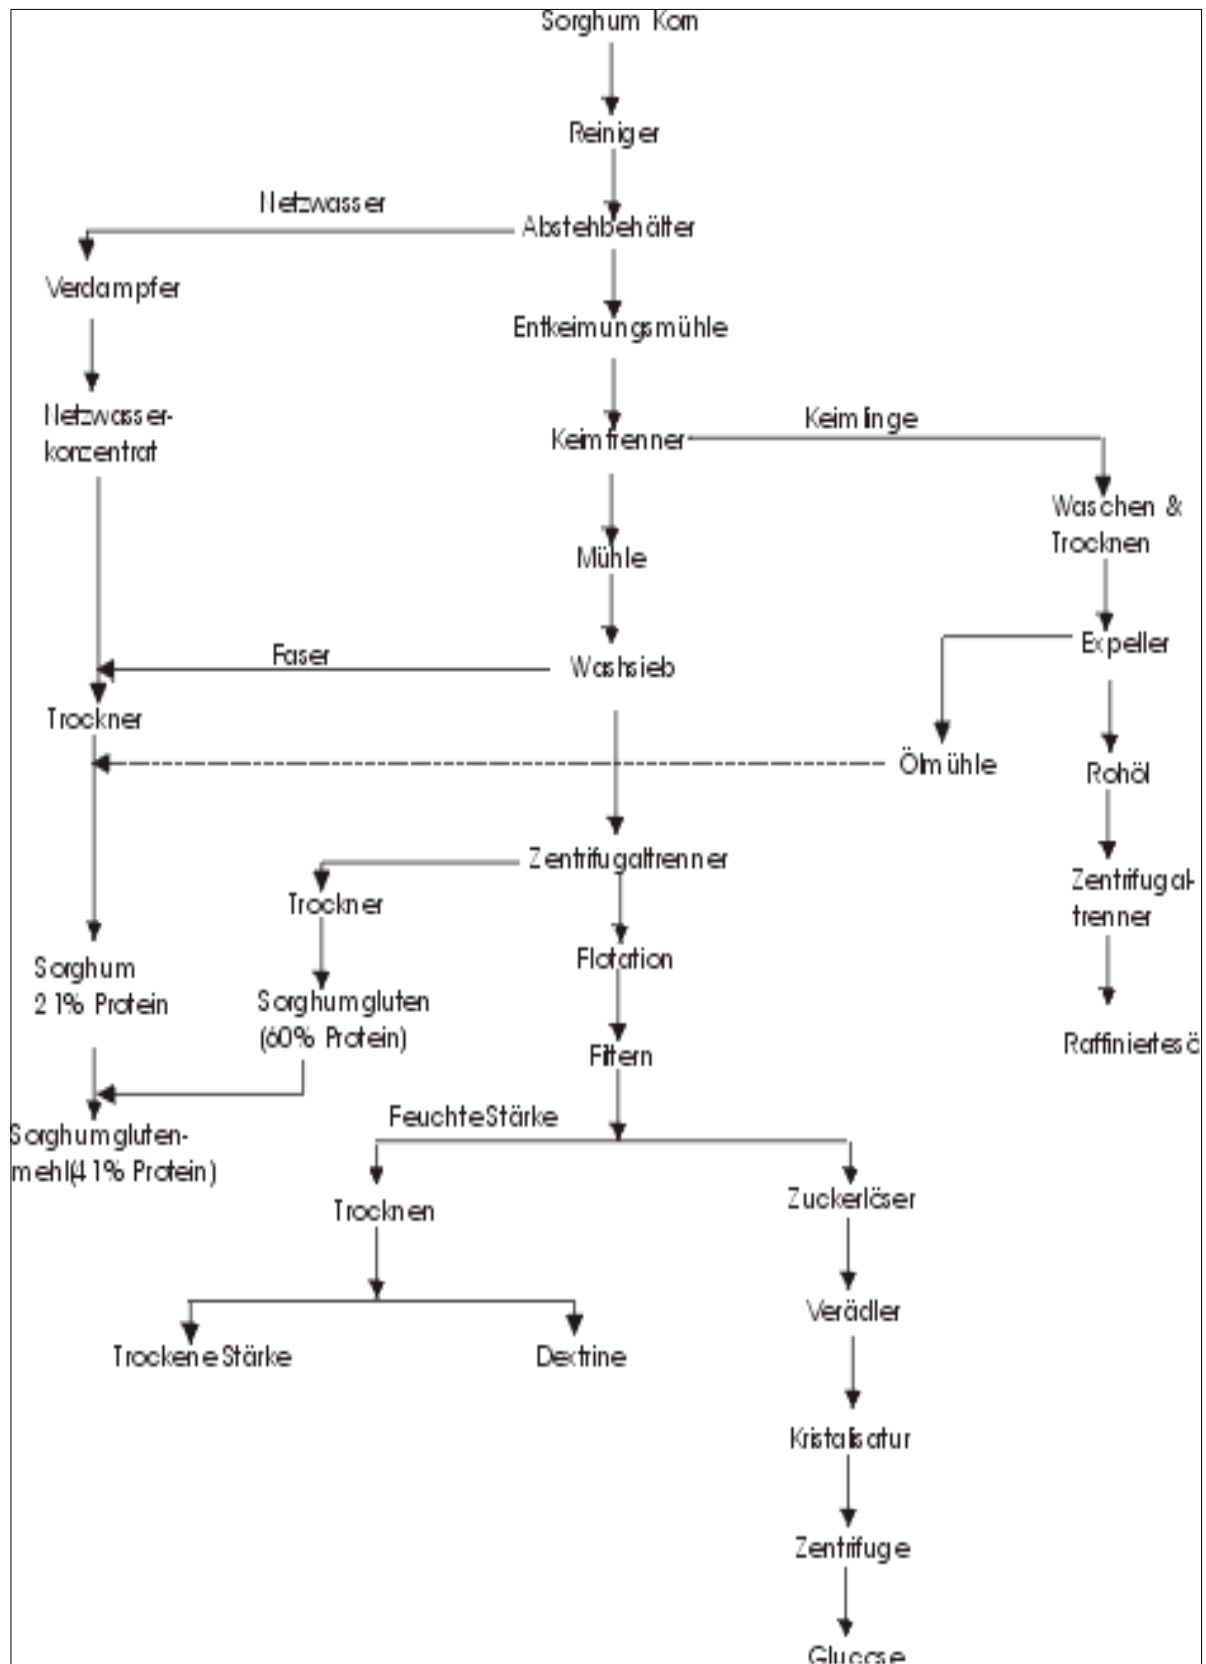 Sorghum Korn
Reiniger
Netzwasser
Abstehbehälter
Verdampfer
Entkeimungsmühle
Netzwasser-
konzentrat
Keimlinge
Keimtrenner
Waschen &
Trocknen
Mühle
Faser
Washsieb
Expeller
Trockner
Ölmühle
Rohöl
Zentrifugaltrenner
Trockner
Zentrifugal-
trenner
Sorghum
21% Protein
Flotation
Sorghumgluten
(60% Protein)
Filtern
Raffiniertesö
FeuchteStärke
Sorghumgluten-
mehl(41% Protein)
Trocknen
Zuckerlöser
Verädler
TrockeneStärke
Dextrine
Kristalisatur
Zentrifuge
Glucose